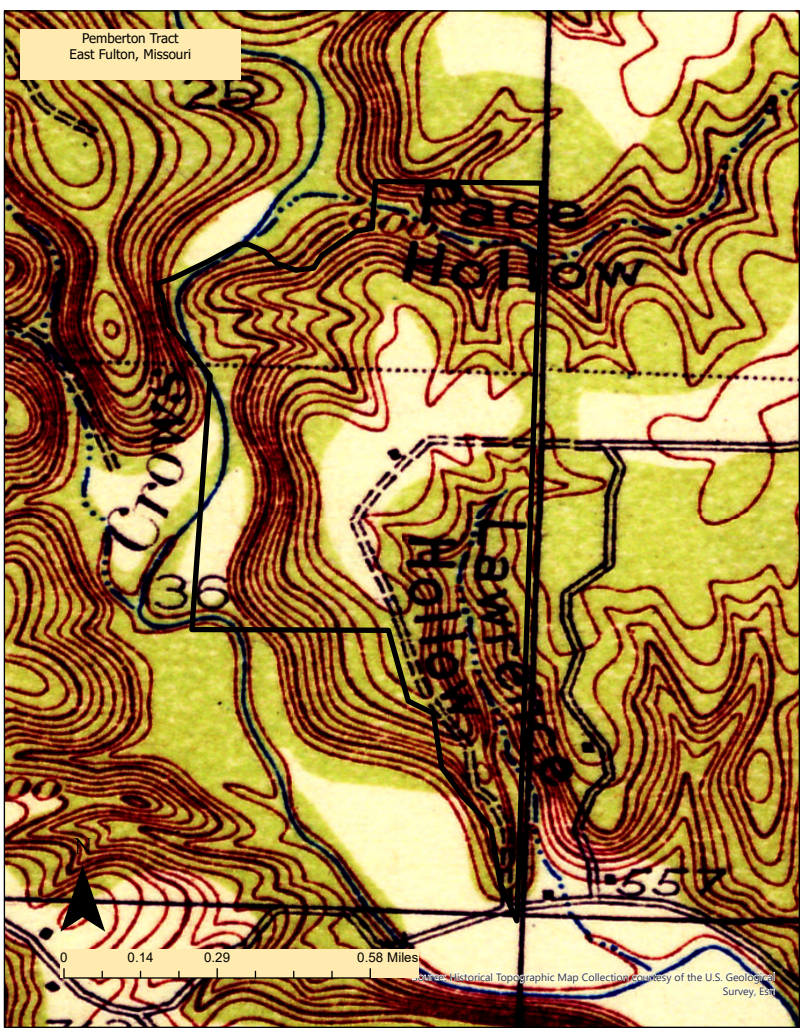 Pemberton Tract
East Fulton, Missouri
25
Pace
600
Hollow
Crows
Lawrence
Hollow
36
557
N
0 0.14 0.29 0.58 Miles
Source: Historical Topographic Map Collection courtesy of the U.S. Geological
Survey, Esri